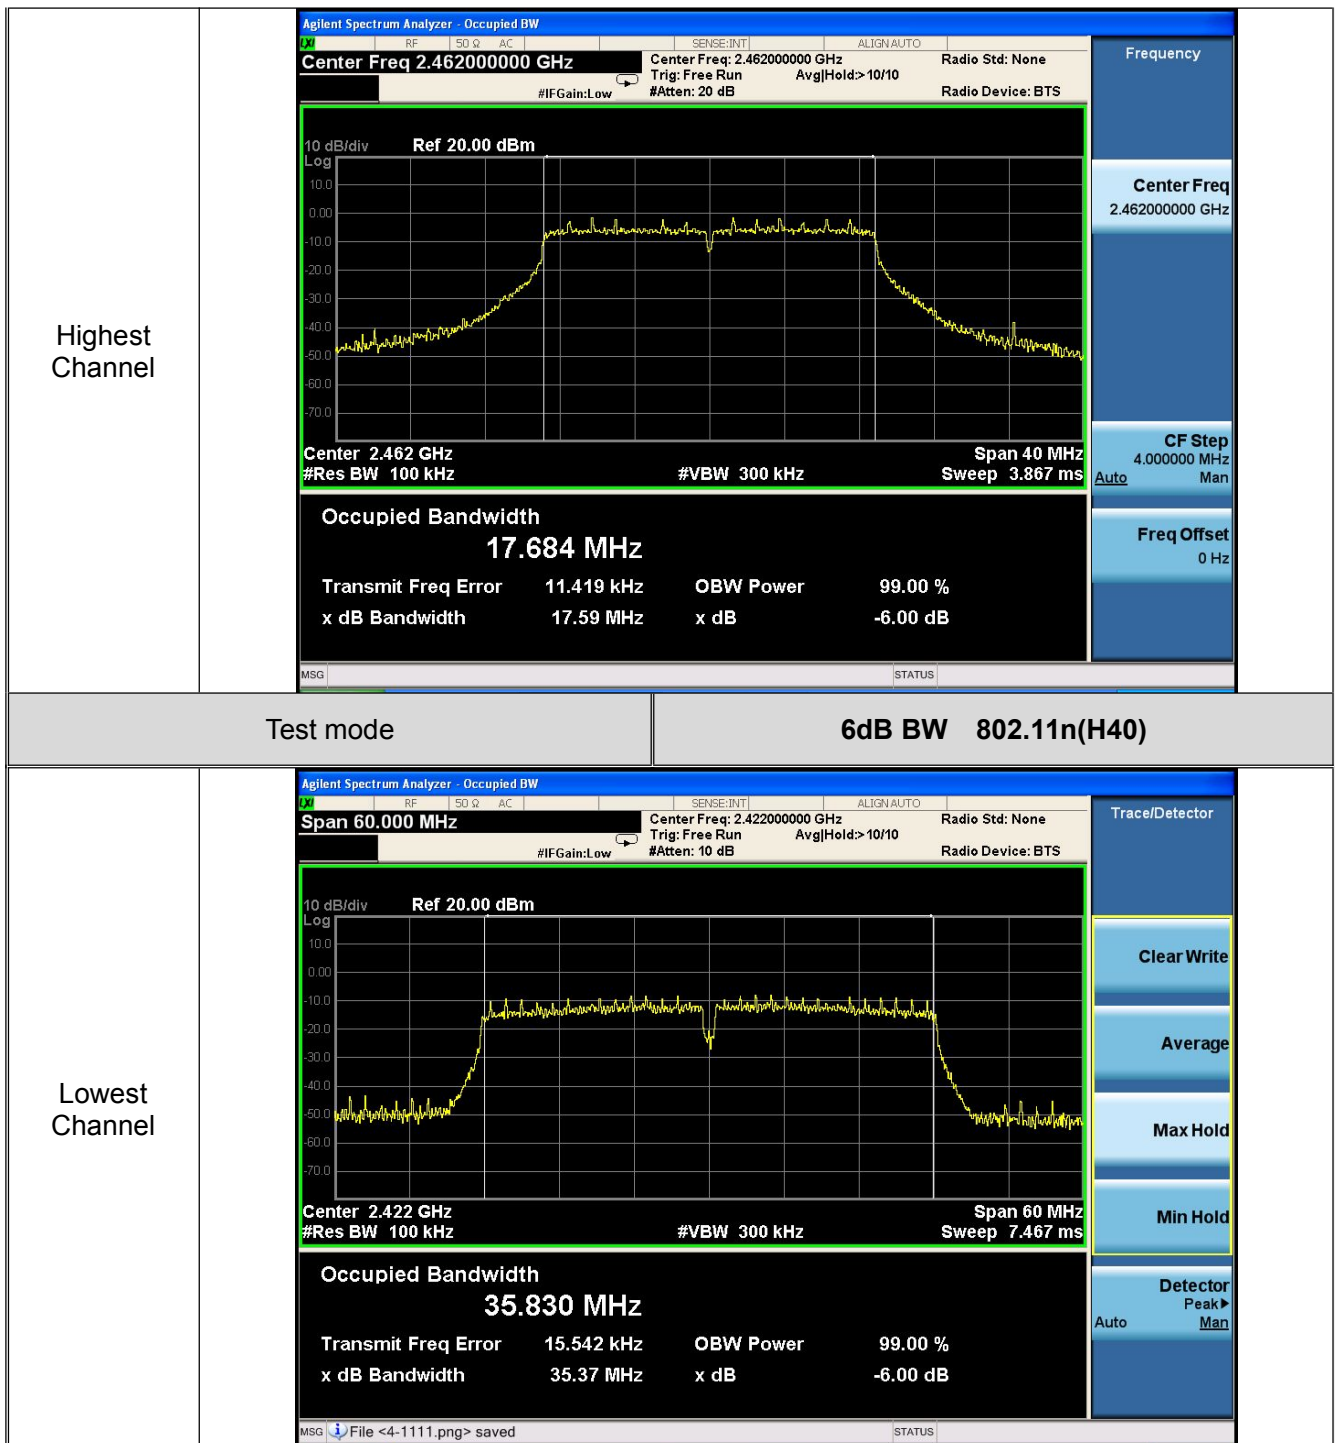 Highest
Channel
Agilent Spectrum Analyzer - Occupied BW
LXI RF 50 Ω AC SENSE:INT ALIGN AUTO
Center Freq 2.462000000 GHz
Center Freq: 2.462000000 GHz Radio Std: None
Trig: Free Run Avg|Hold:>10/10
#IFGain:Low #Atten: 20 dB Radio Device: BTS
10 dB/div Ref 20.00 dBm
Log
10.0
0.00
-10.0
-20.0
-30.0
-40.0
-50.0
-60.0
-70.0
Center 2.462 GHz Span 40 MHz
#Res BW 100 kHz #VBW 300 kHz Sweep 3.867 ms
Occupied Bandwidth
17.684 MHz
Transmit Freq Error 11.419 kHz OBW Power 99.00 %
x dB Bandwidth 17.59 MHz x dB -6.00 dB
MSG STATUS
Frequency
Center Freq
2.462000000 GHz
CF Step
4.000000 MHz
Auto Man
Freq Offset
0 Hz
Test mode 6dB BW 802.11n(H40)
Lowest
Channel
Agilent Spectrum Analyzer - Occupied BW
LXI RF 50 Ω AC SENSE:INT ALIGN AUTO
Span 60.000 MHz
Center Freq: 2.422000000 GHz Radio Std: None
Trig: Free Run Avg|Hold:>10/10
#IFGain:Low #Atten: 10 dB Radio Device: BTS
10 dB/div Ref 20.00 dBm
Log
10.0
0.00
-10.0
-20.0
-30.0
-40.0
-50.0
-60.0
-70.0
Center 2.422 GHz Span 60 MHz
#Res BW 100 kHz #VBW 300 kHz Sweep 7.467 ms
Occupied Bandwidth
35.830 MHz
Transmit Freq Error 15.542 kHz OBW Power 99.00 %
x dB Bandwidth 35.37 MHz x dB -6.00 dB
MSG File <4-1111.png> saved STATUS
Trace/Detector
Clear Write
Average
Max Hold
Min Hold
Detector
Peak▶
Auto Man